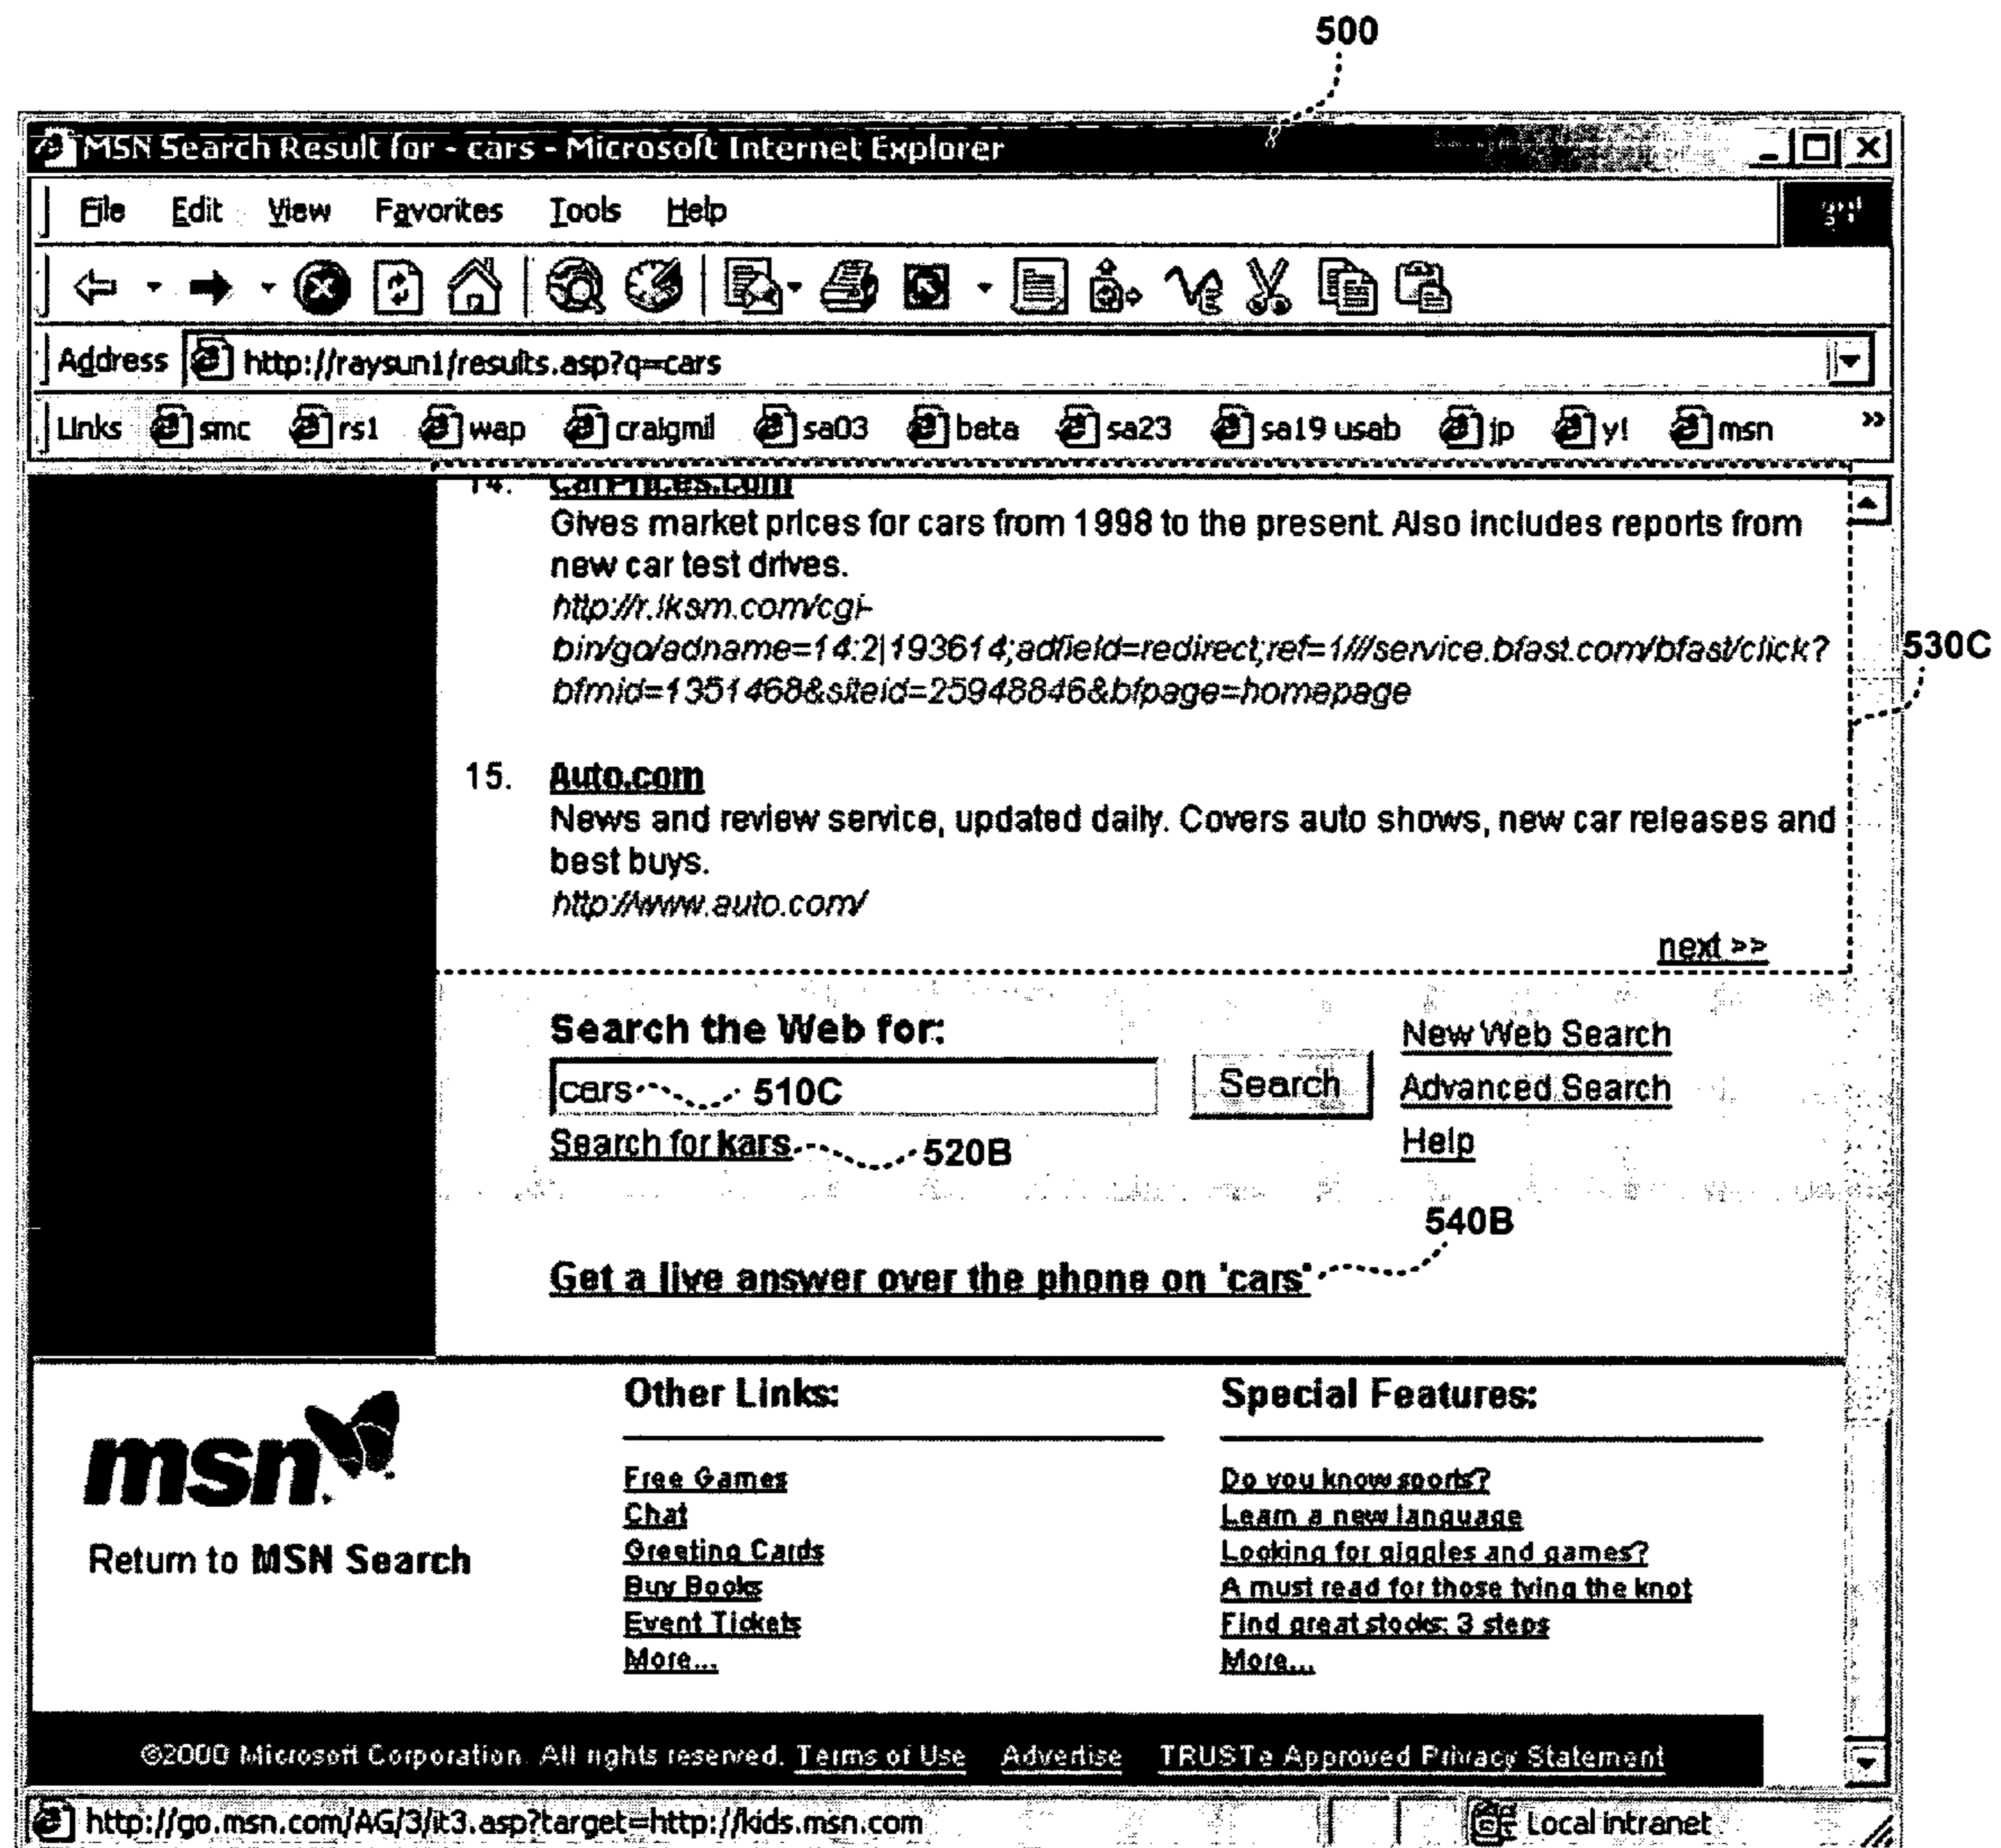 500
MSN Search Result for - cars - Microsoft Internet Explorer
File Edit View Favorites Tools Help
Address http://raysun1/results.asp?q=cars
Links smc rs1 wap craigmil sa03 beta sa23 sa19 usab jp y! msn »
14. CarPrices.com
Gives market prices for cars from 1998 to the present. Also includes reports from
new car test drives.
http://r.lksm.com/cgi-
bin/go/adname=14:2|193614;adfield=redirect;ref=1///service.bfast.com/bfast/click?
bfmid=1351468&siteid=25948846&bfpage=homepage
530C
15. Auto.com
News and review service, updated daily. Covers auto shows, new car releases and
best buys.
http://www.auto.com/
next >>
Search the Web for:
New Web Search
cars 510C Search Advanced Search
Search for kars 520B Help
540B
Get a live answer over the phone on 'cars'
msn
Return to MSN Search
Other Links:
Free Games
Chat
Greeting Cards
Buy Books
Event Tickets
More...
Special Features:
Do you know sports?
Learn a new language
Looking for giggles and games?
A must read for those tying the knot
Find great stocks: 3 steps
More...
©2000 Microsoft Corporation. All rights reserved. Terms of Use Advertise TRUSTe Approved Privacy Statement
http://go.msn.com/AG/3/it3.asp?target=http://kids.msn.com Local intranet